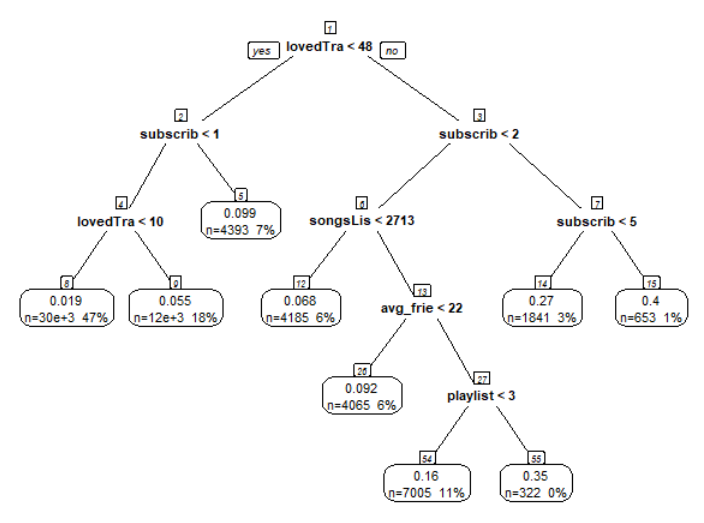 1
lovedTra < 48
yes
no
2
subscrib < 1
3
subscrib < 2
4
lovedTra < 10
5
0.099
n=4393 7%
6
songsLis < 2713
7
subscrib < 5
8
0.019
n=30e+3 47%
9
0.055
n=12e+3 18%
12
0.068
n=4185 6%
13
avg_frie < 22
14
0.27
n=1841 3%
15
0.4
n=653 1%
26
0.092
n=4065 6%
27
playlist < 3
54
0.16
n=7005 11%
55
0.35
n=322 0%